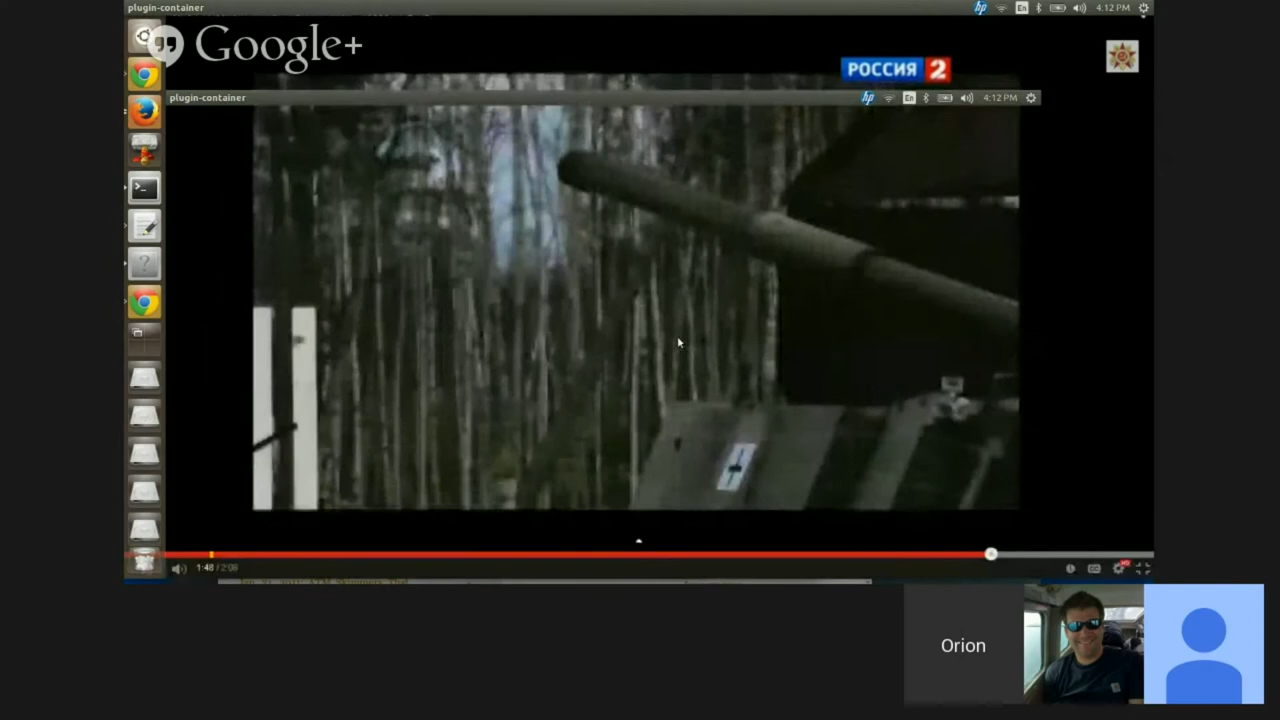 plugin-container
En
4:12 PM
Google+
РОССИЯ 2
plugin-container
En
4:12 PM
1:48 / 2:08
Orion